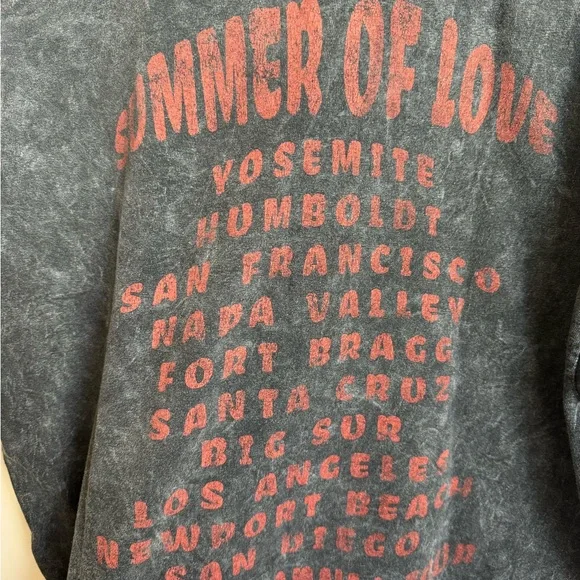 SUMMER OF LOVE
YOSEMITE
HUMBOLDT
SAN FRANCISCO
NAPA VALLEY
FORT BRAGG
SANTA CRUZ
BIG SUR
LOS ANGELES
NEWPORT BEACH
SAN DIEGO